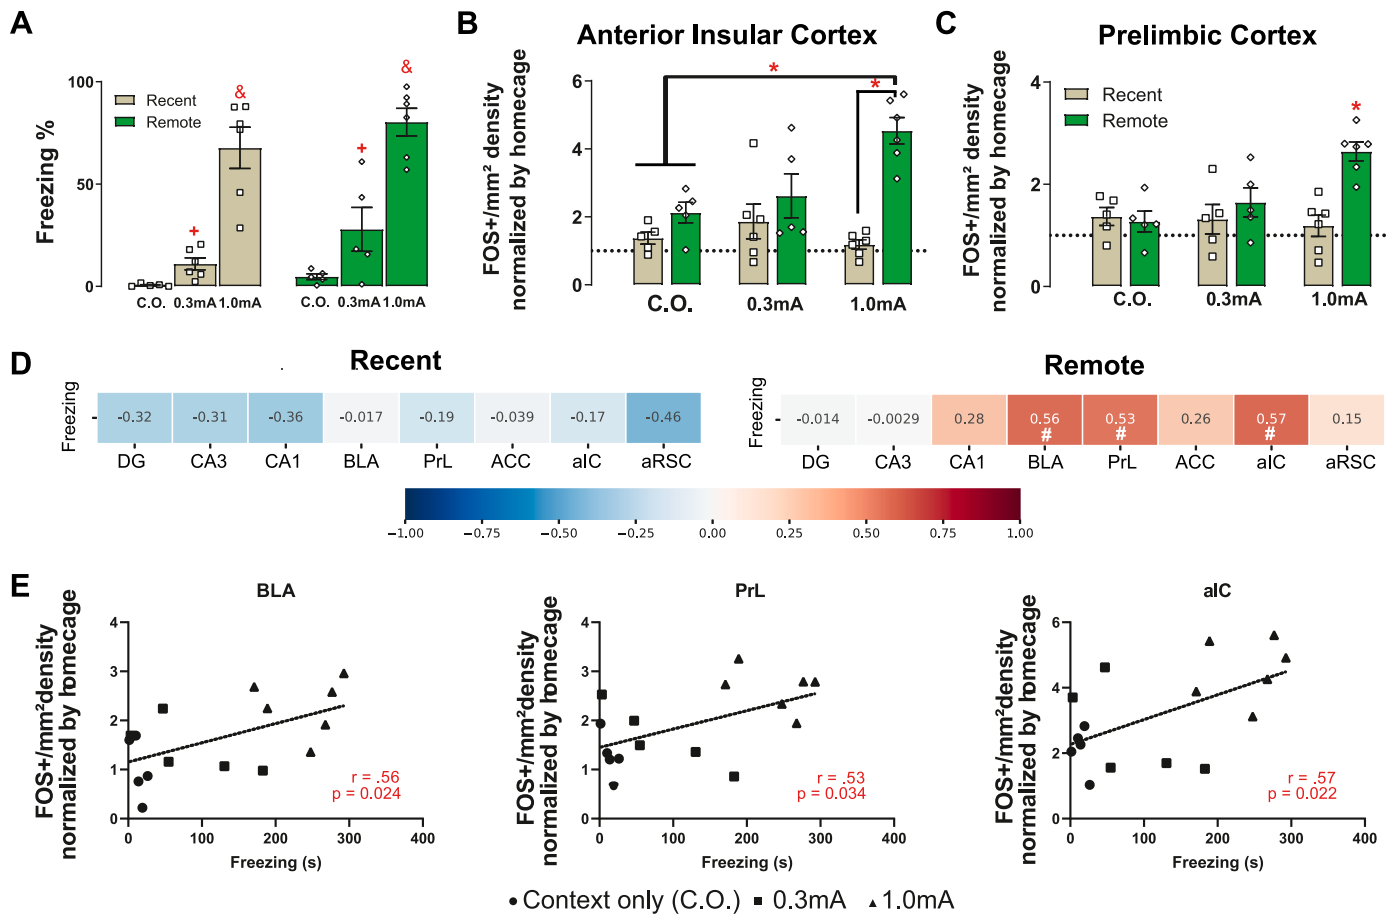 A
Freezing %
100
50
0
Recent
Remote
&
&
+
+
C.O. 0.3mA 1.0mA
C.O. 0.3mA 1.0mA
B
Anterior Insular Cortex
FOS+/mm² density
normalized by homecage
6
4
2
0
*
*
C.O.
0.3mA
1.0mA
C
Prelimbic Cortex
FOS+/mm² density
normalized by homecage
4
2
0
Recent
Remote
*
C.O.
0.3mA
1.0mA
D
Recent
Freezing
-0.32 -0.31 -0.36 -0.017 -0.19 -0.039 -0.17 -0.46
DG CA3 CA1 BLA PrL ACC aIC aRSC
Remote
Freezing
-0.014 -0.0029 0.28 0.56 0.53 0.26 0.57 0.15
# # #
DG CA3 CA1 BLA PrL ACC aIC aRSC
−1.00 −0.75 −0.50 −0.25 0.00 0.25 0.50 0.75 1.00
E
BLA
FOS+/mm²density
normalized by homecage
4
3
2
1
0
r = .56
p = 0.024
0 100 200 300 400
Freezing (s)
PrL
FOS+/mm²density
normalized by homecage
4
3
2
1
0
r = .53
p = 0.034
0 100 200 300 400
Freezing (s)
aIC
FOS+/mm²density
normalized by homecage
6
4
2
0
r = .57
p = 0.022
0 100 200 300 400
Freezing (s)
Context only (C.O.) 0.3mA 1.0mA